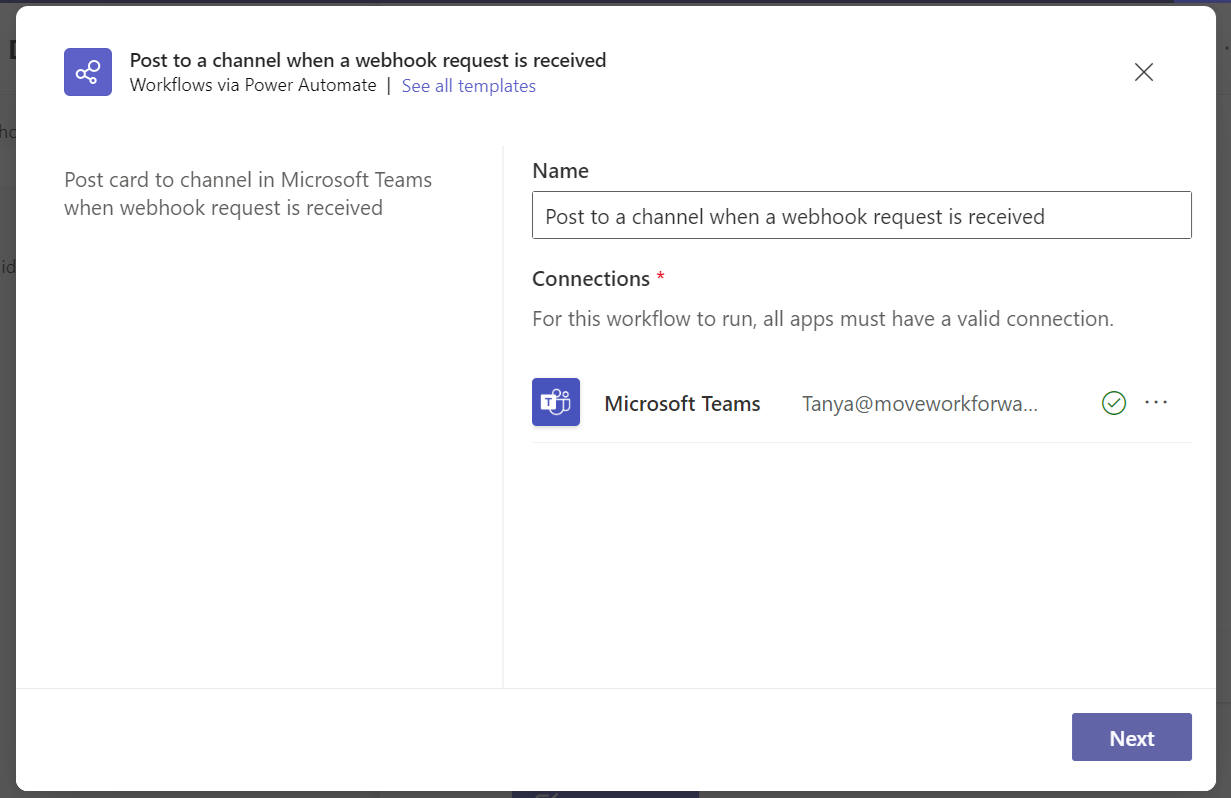 Post to a channel when a webhook request is received
Workflows via Power Automate | See all templates
Post card to channel in Microsoft Teams
when webhook request is received
Name
Post to a channel when a webhook request is received
Connections *
For this workflow to run, all apps must have a valid connection.
Microsoft Teams Tanya@moveworkforwa...
Next